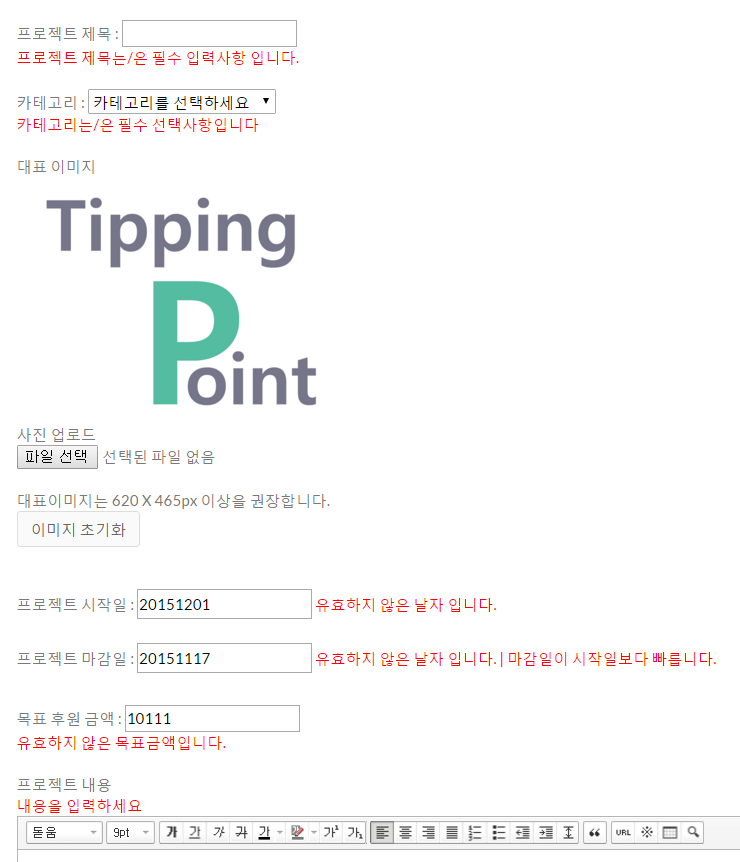 프로젝트 제목 :
프로젝트 제목는/은 필수 입력사항 입니다.
카테고리 : 카테고리를 선택하세요
카테고리는/은 필수 선택사항입니다
대표 이미지
Tipping
Point
사진 업로드
파일 선택 선택된 파일 없음
대표이미지는 620 X 465px 이상을 권장합니다.
이미지 초기화
프로젝트 시작일 : 20151201 유효하지 않은 날자 입니다.
프로젝트 마감일 : 20151117 유효하지 않은 날자 입니다. | 마감일이 시작일보다 빠릅니다.
목표 후원 금액 : 10111
유효하지 않은 목표금액입니다.
프로젝트 내용
내용을 입력하세요
돋움 9pt 가 가 가 가 가 가¹ 가₁ URL ※